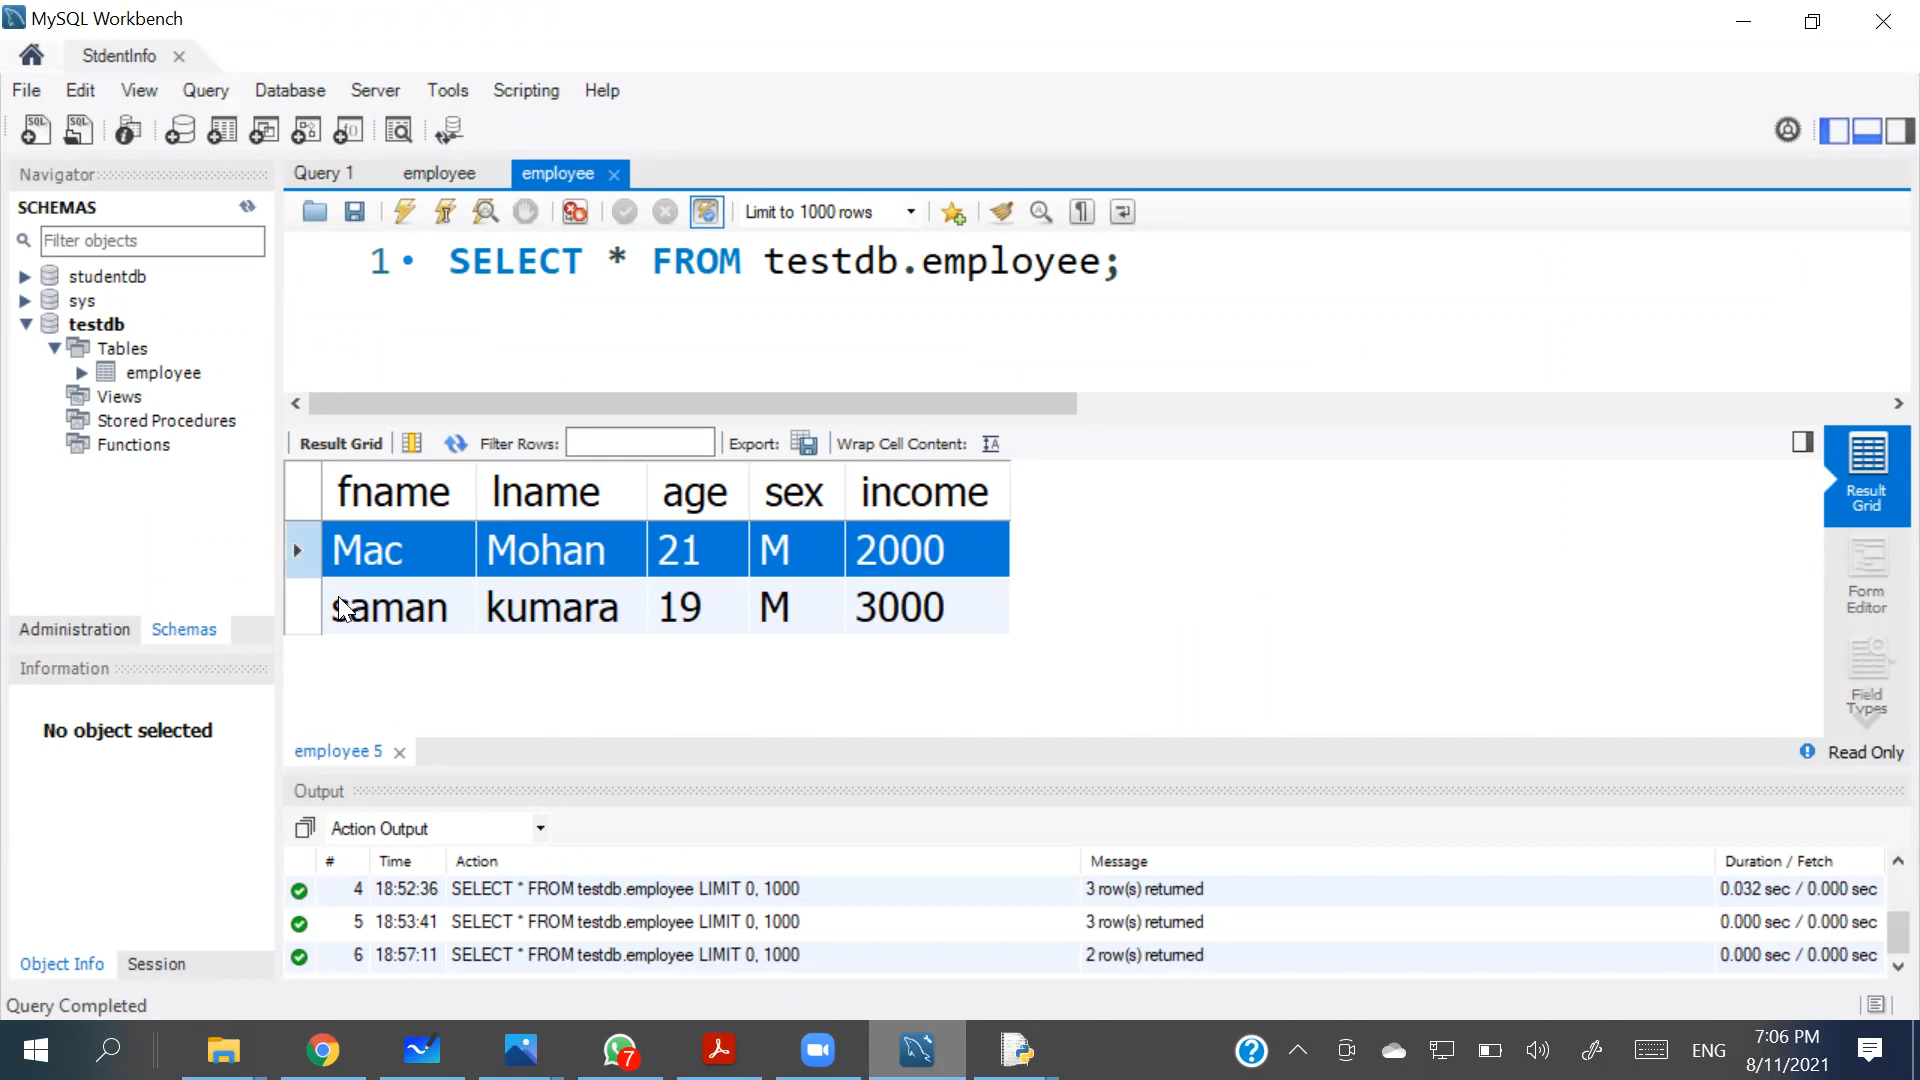 MySQL Workbench
StdentInfo
File Edit View Query Database Server Tools Scripting Help
Navigator
SCHEMAS
Filter objects
studentdb
sys
testdb
Tables
employee
Views
Stored Procedures
Functions
Administration Schemas
Information
No object selected
Object Info Session
Query 1 employee employee
Limit to 1000 rows
1 SELECT * FROM testdb.employee;
Result Grid Filter Rows: Export: Wrap Cell Content:
fname lname age sex income
Mac Mohan 21 M 2000
saman kumara 19 M 3000
Result
Grid
Form
Editor
Field
Types
employee 5
Read Only
Output
Action Output
# Time Action Message Duration / Fetch
4 18:52:36 SELECT * FROM testdb.employee LIMIT 0, 1000 3 row(s) returned 0.032 sec / 0.000 sec
5 18:53:41 SELECT * FROM testdb.employee LIMIT 0, 1000 3 row(s) returned 0.000 sec / 0.000 sec
6 18:57:11 SELECT * FROM testdb.employee LIMIT 0, 1000 2 row(s) returned 0.000 sec / 0.000 sec
Query Completed
7
ENG
7:06 PM
8/11/2021